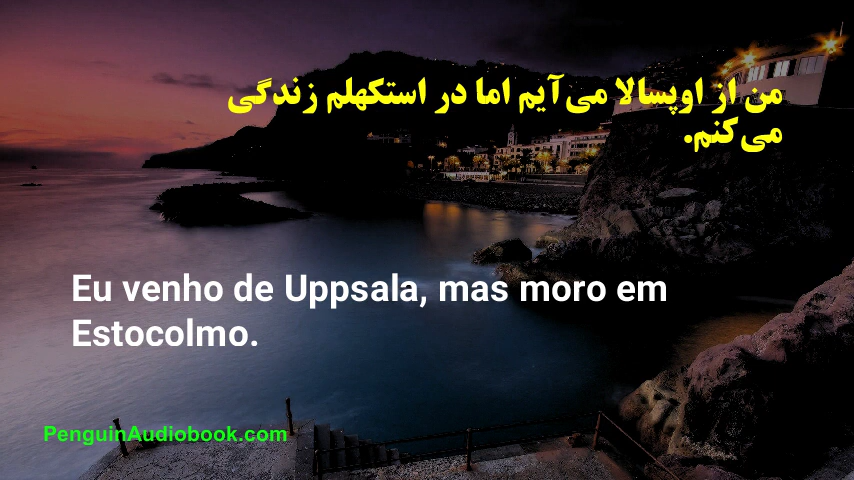 من از اوپسالا می‌آیم اما در استکهلم زندگی
می‌کنم.
Eu venho de Uppsala, mas moro em
Estocolmo.
PenguinAudiobook.com